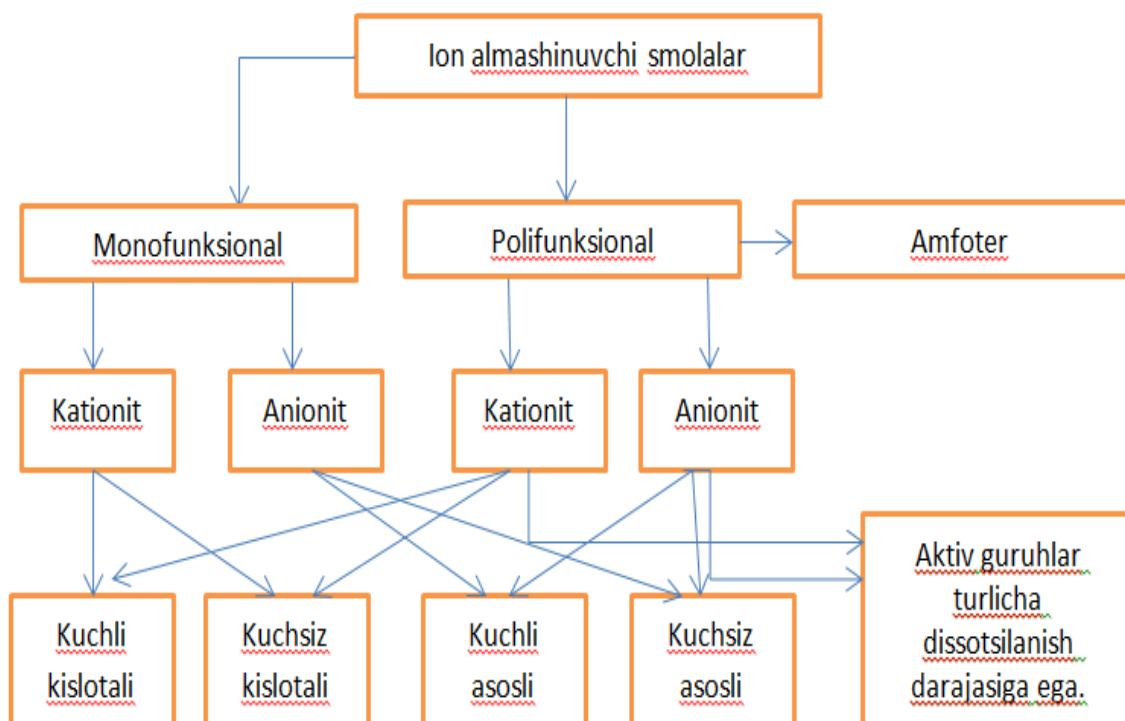 Ion almashinuvchi smolalar
Monofunksional
Polifunksional
Amfoter
Kationit
Anionit
Kationit
Anionit
Kuchli
kislotali
Kuchsiz
kislotali
Kuchli
asosli
Kuchsiz
asosli
Aktiv guruhlar
turlicha
dissotsilanish
darajasiga ega.